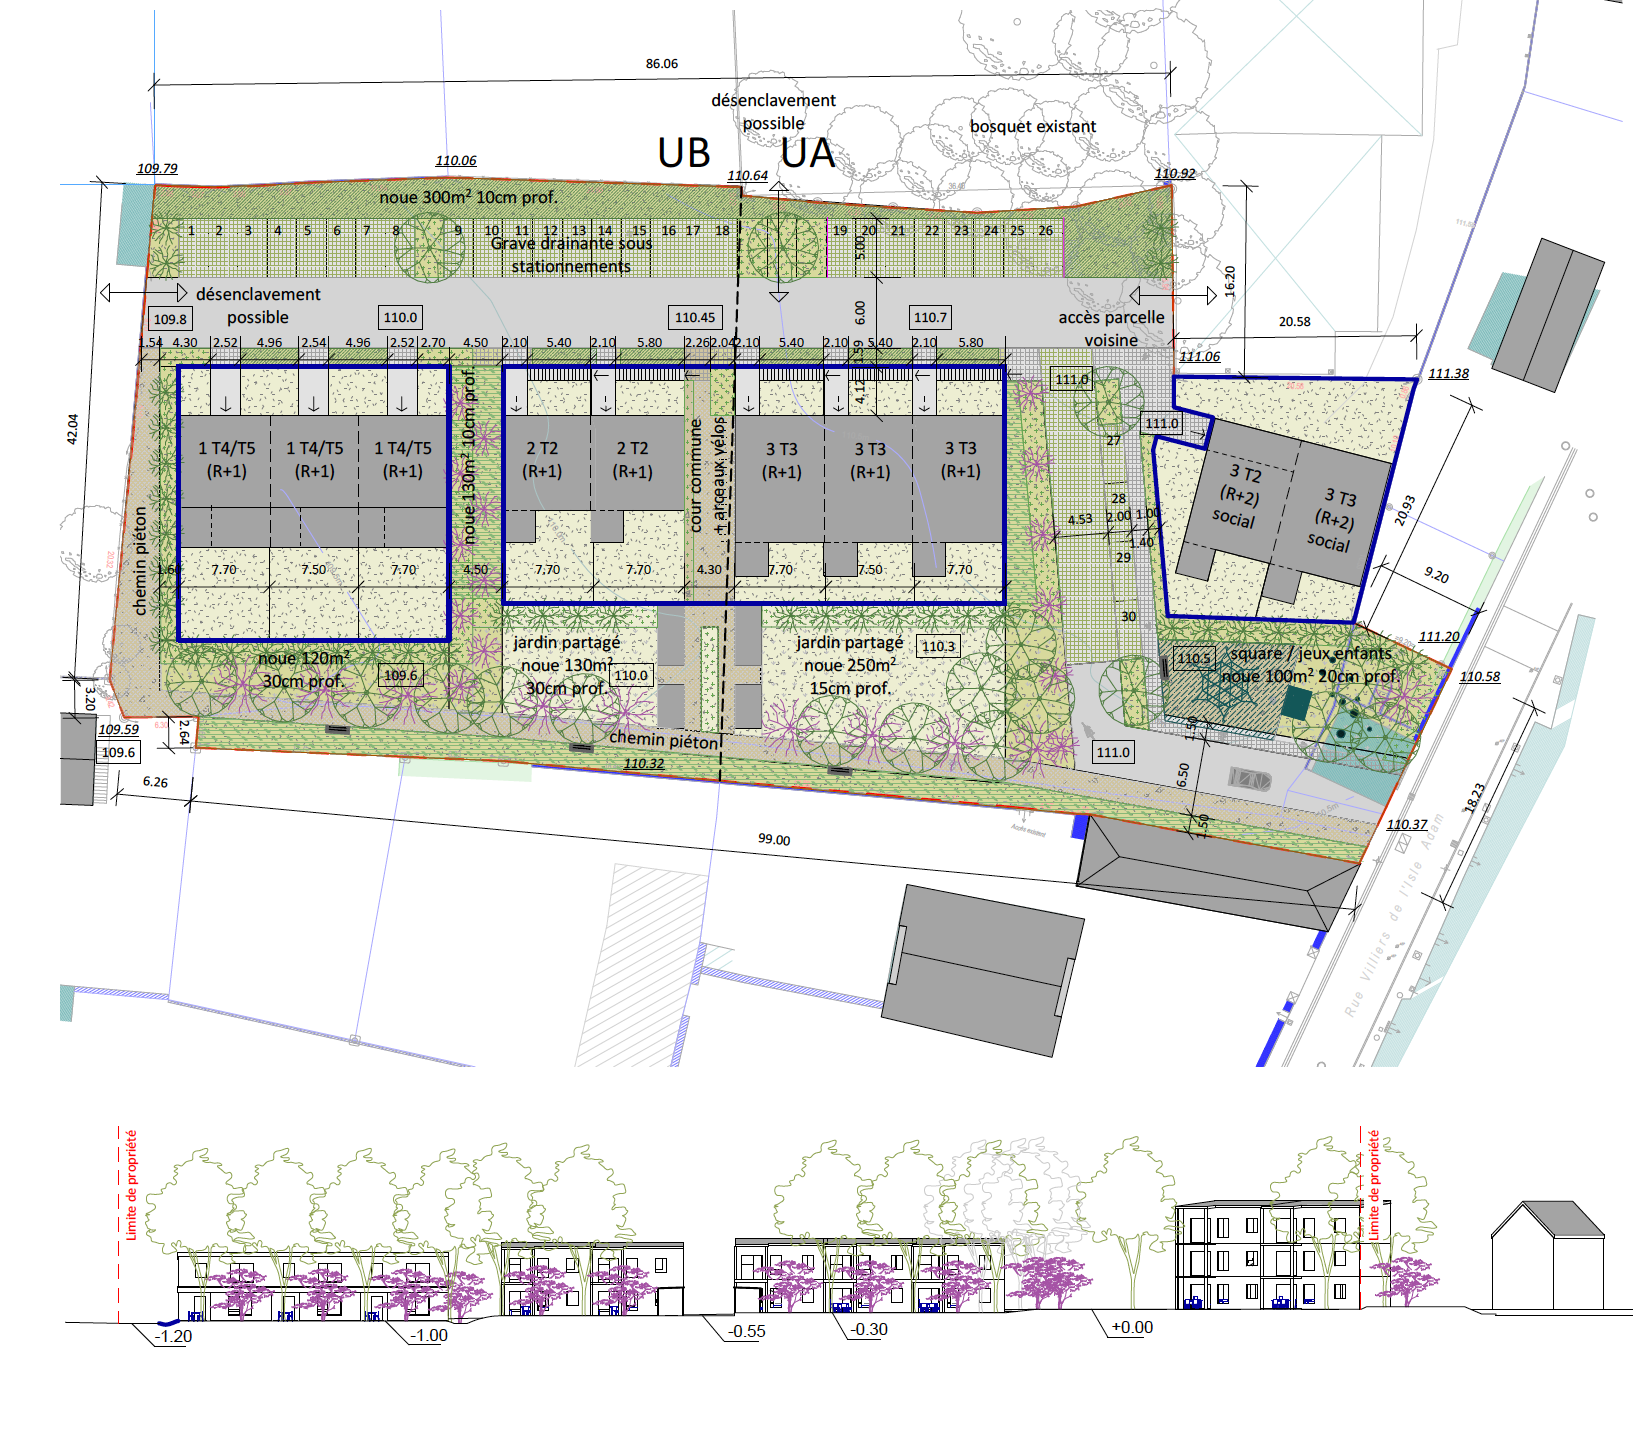 86.06
désenclavement
possible
bosquet existant
UB UA
109.79
110.06
110.64
110.92
noue 300m² 10cm prof.
36.40
1 2 3 4 5 6 7 8 9 10 11 12 13 14 15 16 17 18 19 20 21 22 23 24 25 26
Grave drainante sous
stationnements
5.00
16.20
désenclavement
possible
109.8
110.0
110.45
110.7
6.00
accès parcelle
voisine
20.58
1.54 4.30 2.52 4.96 2.54 4.96 2.52 2.70 4.50 2.10 5.40 2.10 5.80 2.26 2.04 2.10 5.40 2.10 5.40 2.10 5.80
1.59
4.12
111.06
111.38
111.0
111.0
42.04
1 T4/T5
(R+1)
1 T4/T5
(R+1)
1 T4/T5
(R+1)
noue 130m² 10cm prof.
2 T2
(R+1)
2 T2
(R+1)
cour commune
+ arceaux vélos
3 T3
(R+1)
3 T3
(R+1)
3 T3
(R+1)
27
28
29
30
3 T2
(R+2)
social
3 T3
(R+2)
social
20.93
4.53 2.00 1.00
1.40
chemin piéton
1.60 7.70 7.50 7.70 4.50 7.70 7.70 4.30 7.70 7.50 7.70
9.20
noue 120m²
30cm prof.
109.6
jardin partagé
noue 130m²
30cm prof.
110.0
jardin partagé
noue 250m²
15cm prof.
110.3
110.5
square / jeux enfants
noue 100m² 20cm prof.
111.20
110.58
3.20
2.64
109.59
109.6
6.30
6.26
chemin piéton
110.32
111.0
1.50
6.50
1.50
18.23
110.37
Accès existant
99.00
Rue Villiers de l'Isle Adam
Limite de propriété
Limite de propriété
-1.20
-1.00
-0.55
-0.30
+0.00